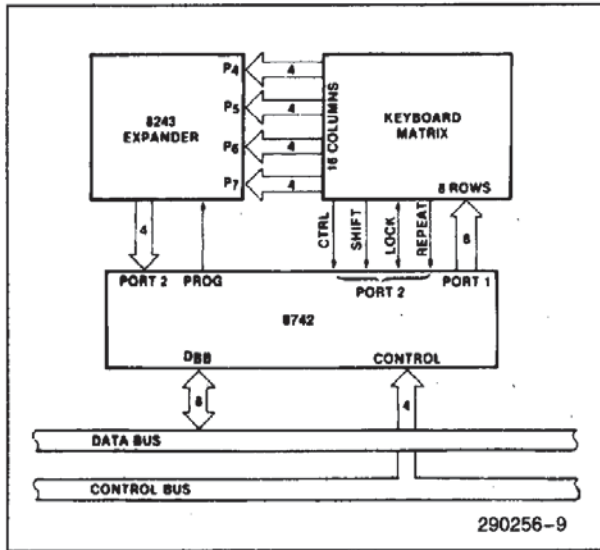 8243
EXPANDER
P4
P5
P6
P7
4
4
4
4
16 COLUMNS
KEYBOARD
MATRIX
8 ROWS
4
CTRL
SHIFT
LOCK
REPEAT
8
PORT 2
PROG
PORT 2
PORT 1
8742
DBB
CONTROL
8
4
DATA BUS
CONTROL BUS
290256-9